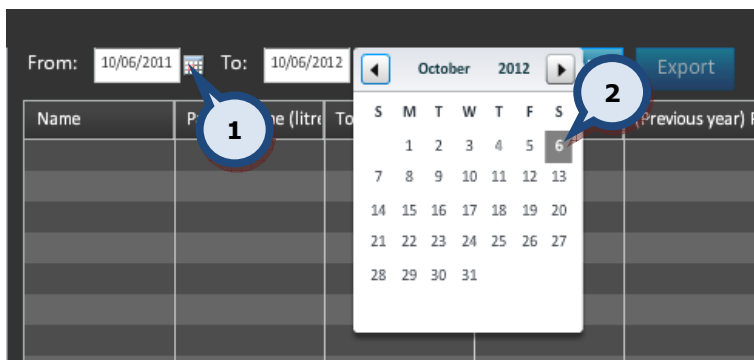 From: 10/06/2011 To: 10/06/2012 Export
Name (litre To (Previous year)
1
2
October 2012
S M T W T F S
1 2 3 4 5 6
7 8 9 10 11 12 13
14 15 16 17 18 19 20
21 22 23 24 25 26 27
28 29 30 31